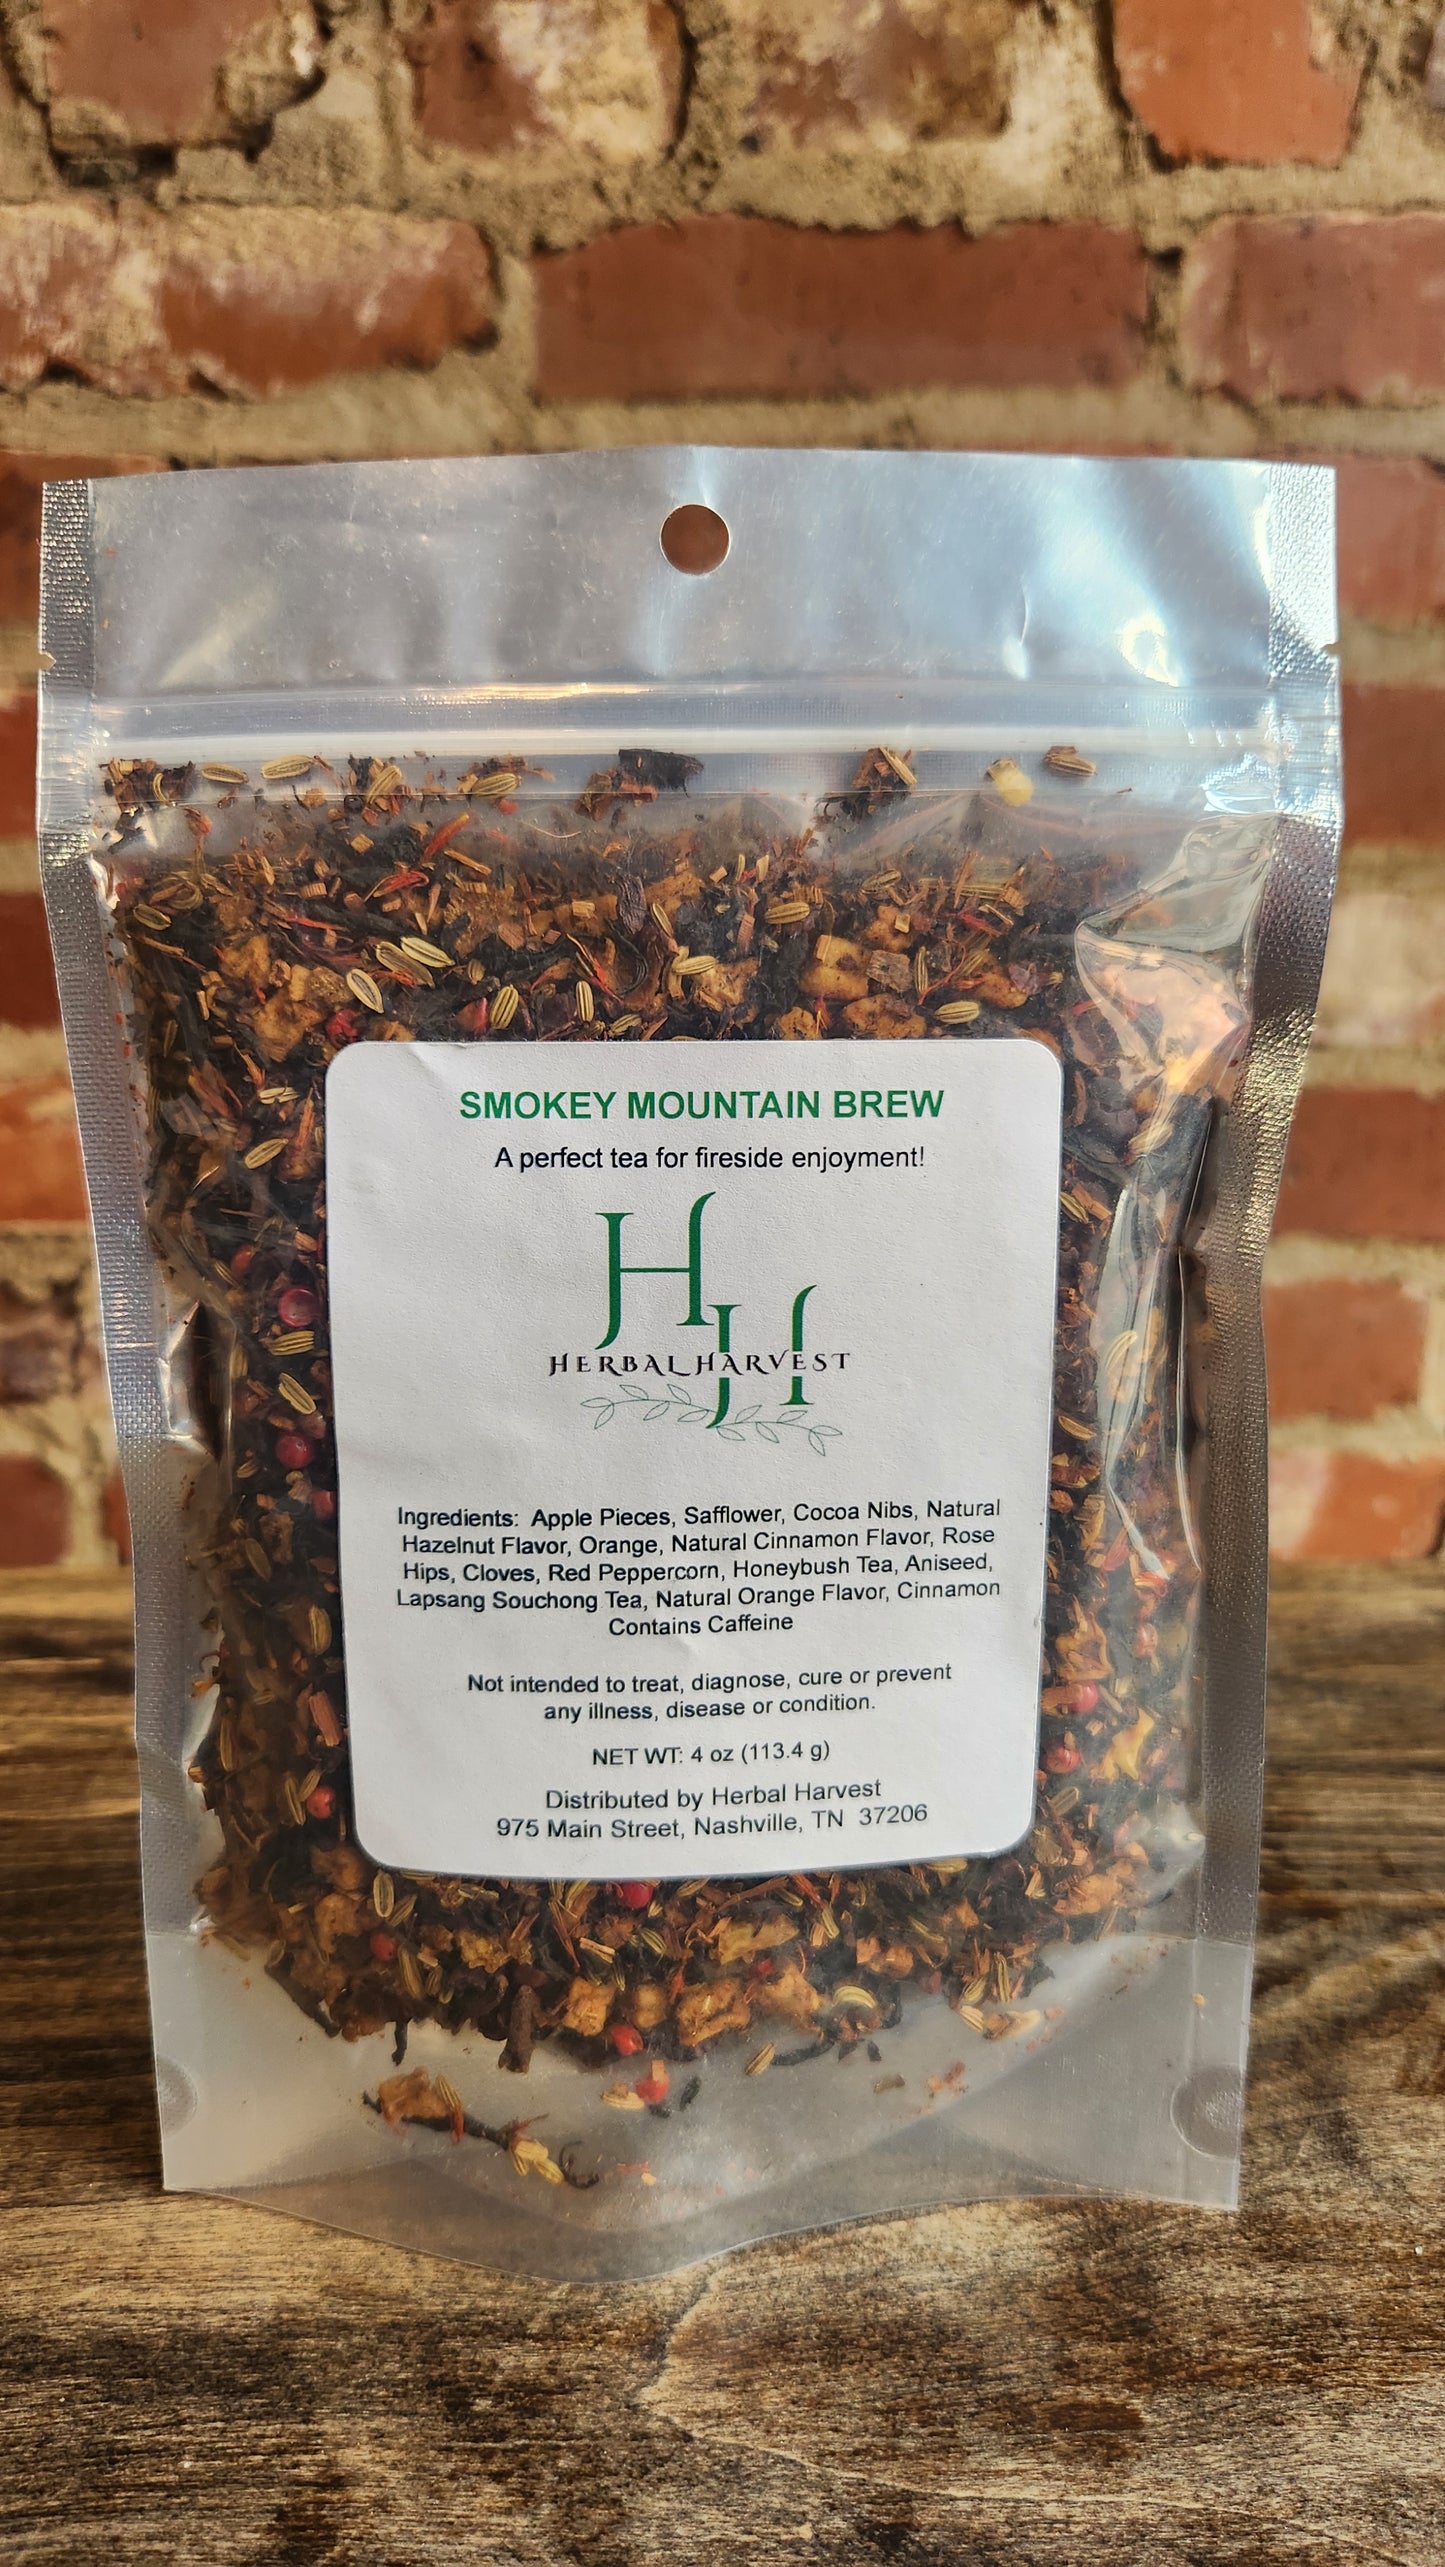 SMOKEY MOUNTAIN BREW
A perfect tea for fireside enjoyment!
H
H
HERBAL HARVEST
Ingredients: Apple Pieces, Safflower, Cocoa Nibs, Natural
Hazelnut Flavor, Orange, Natural Cinnamon Flavor, Rose
Hips, Cloves, Red Peppercorn, Honeybush Tea, Aniseed,
Lapsang Souchong Tea, Natural Orange Flavor, Cinnamon
Contains Caffeine
Not intended to treat, diagnose, cure or prevent
any illness, disease or condition.
NET WT: 4 oz (113.4 g)
Distributed by Herbal Harvest
975 Main Street, Nashville, TN 37206